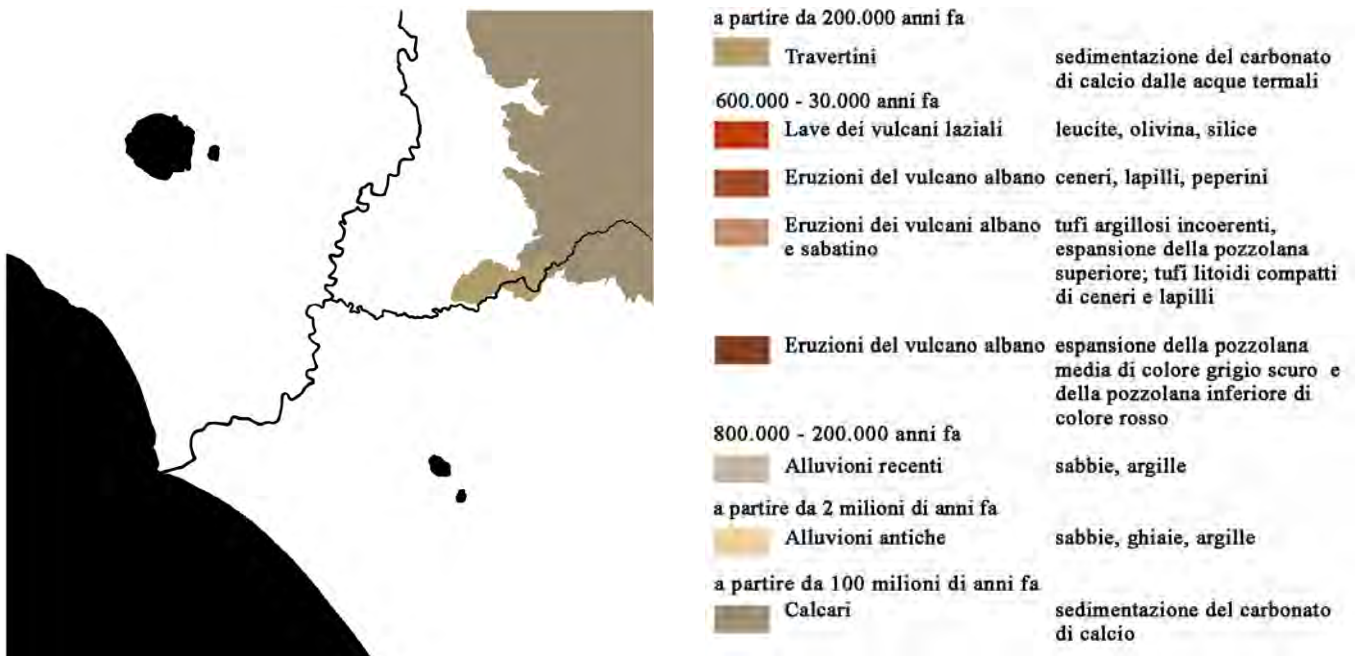 a partire da 200.000 anni fa
Travertini
sedimentazione del carbonato
di calcio dalle acque termali
600.000 - 30.000 anni fa
Lave dei vulcani laziali
leucite, olivina, silice
Eruzioni del vulcano albano
ceneri, lapilli, peperini
Eruzioni dei vulcani albano
e sabatino
tufi argillosi incoerenti,
espansione della pozzolana
superiore; tufi litoidi compatti
di ceneri e lapilli
Eruzioni del vulcano albano
espansione della pozzolana
media di colore grigio scuro e
della pozzolana inferiore di
colore rosso
800.000 - 200.000 anni fa
Alluvioni recenti
sabbie, argille
a partire da 2 milioni di anni fa
Alluvioni antiche
sabbie, ghiaie, argille
a partire da 100 milioni di anni fa
Calcari
sedimentazione del carbonato
di calcio